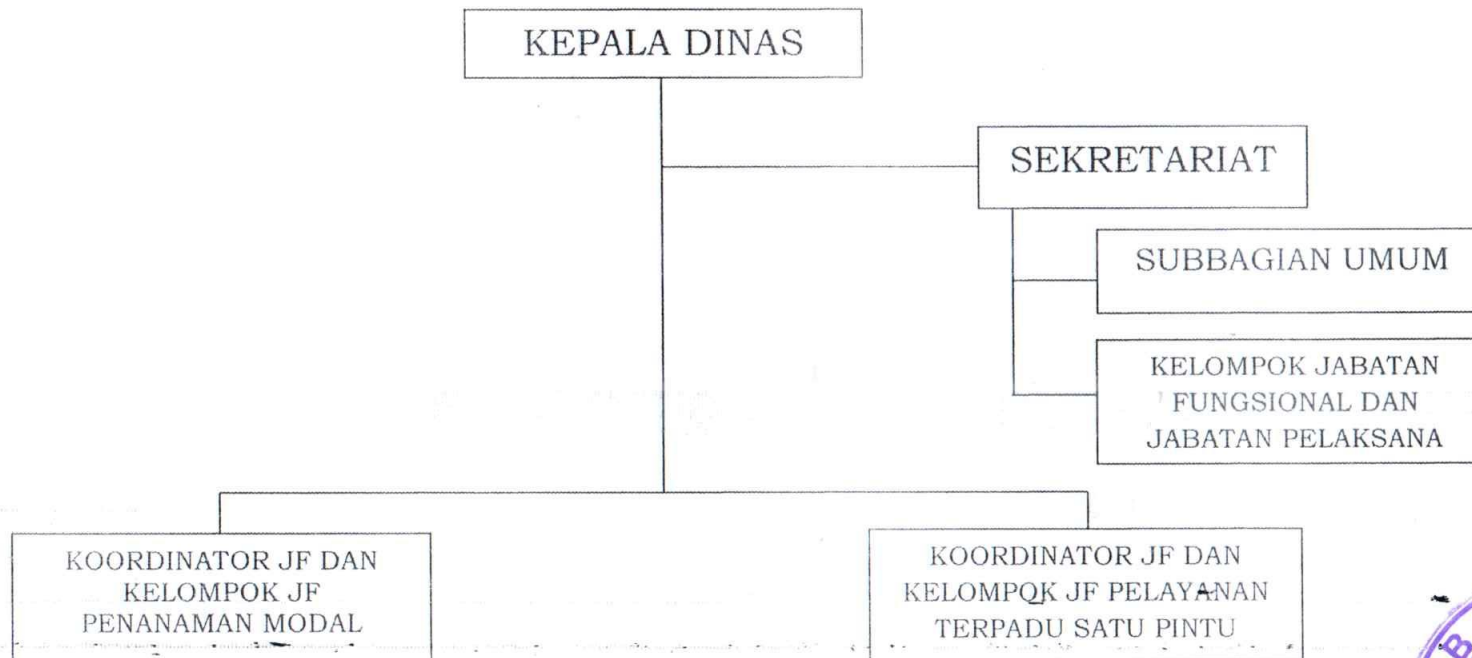 KEPALA DINAS
SEKRETARIAT
SUBBAGIAN UMUM
KELOMPOK JABATAN
FUNGSIONAL DAN
JABATAN PELAKSANA
KOORDINATOR JF DAN
KELOMPOK JF
PENANAMAN MODAL
KOORDINATOR JF DAN
KELOMPOK JF PELAYANAN
TERPADU SATU PINTU
B